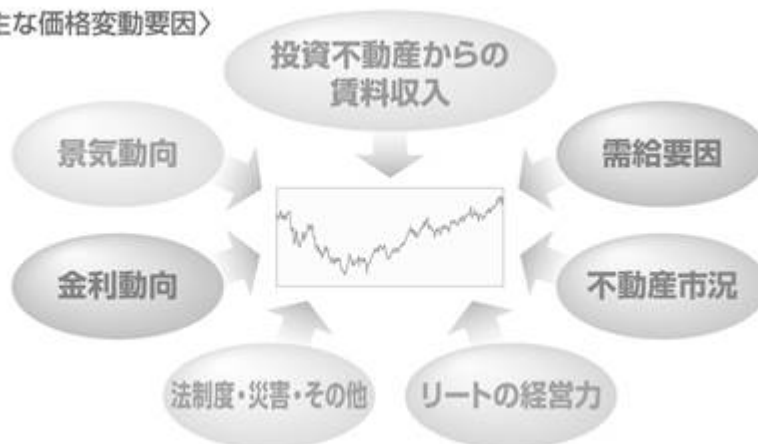 主な価格変動要因〉
投資不動産からの
賃料収入
景気動向
需給要因
金利動向
不動産市況
法制度・災害・その他
リートの経営力